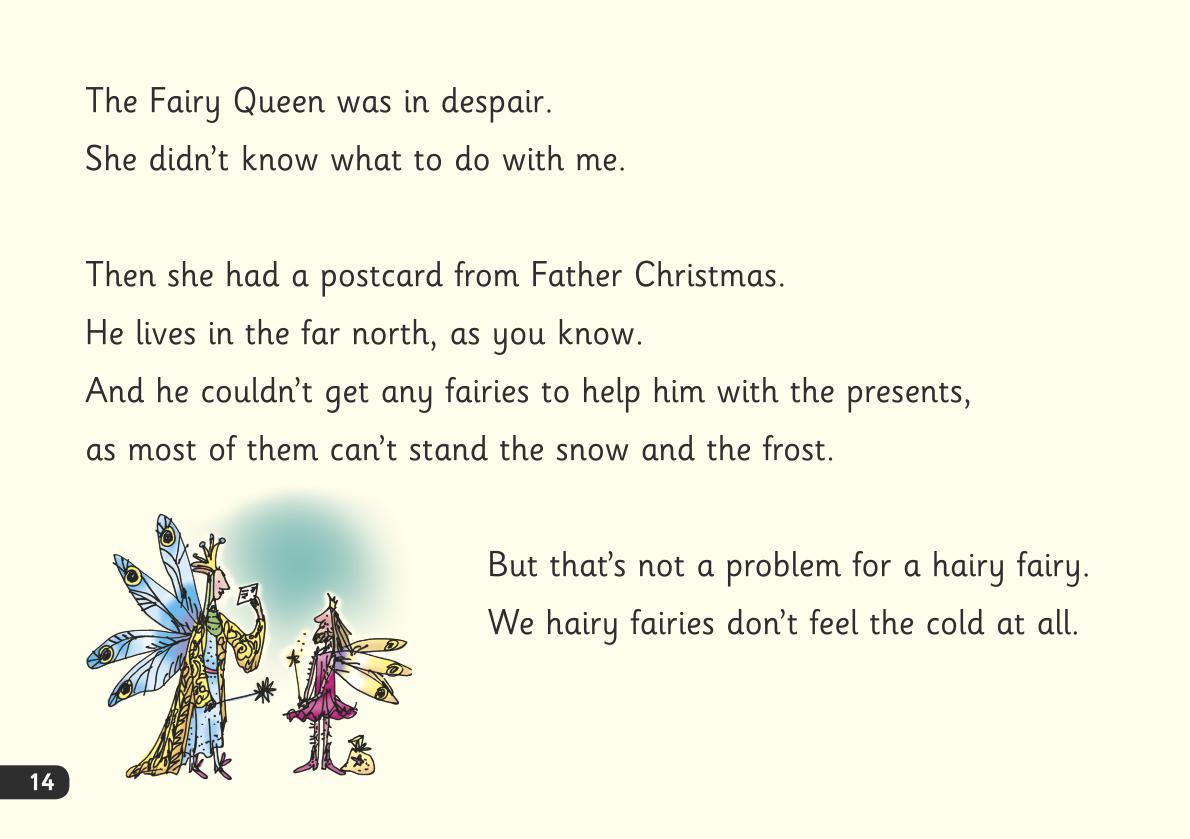 The Fairy Queen was in despair.
She didn’t know what to do with me.
Then she had a postcard from Father Christmas.
He lives in the far north, as you know.
And he couldn’t get any fairies to help him with the presents,
as most of them can’t stand the snow and the frost.
But that’s not a problem for a hairy fairy.
We hairy fairies don’t feel the cold at all.
14